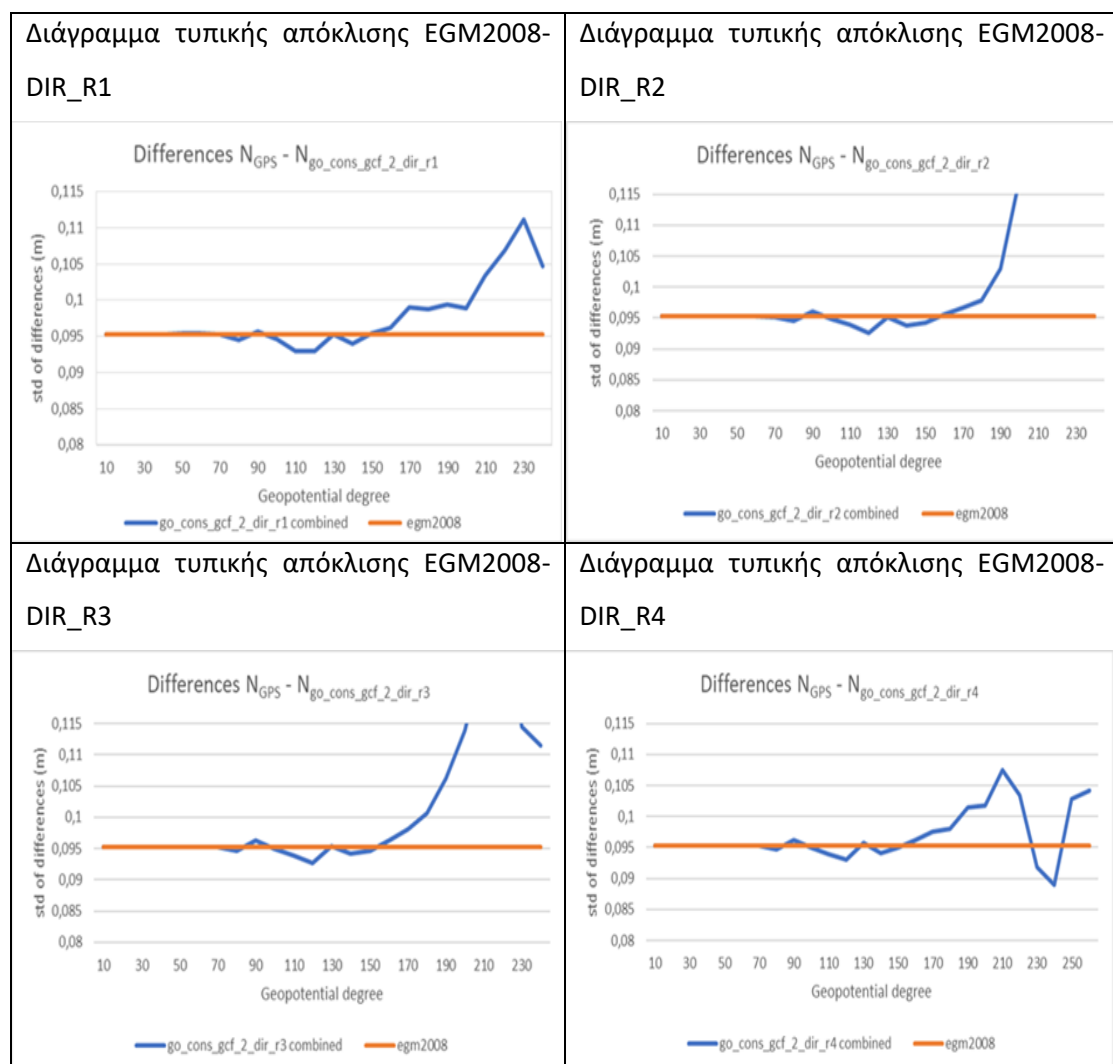 Διάγραμμα τυπικής απόκλισης EGM2008-
DIR_R1
Differences N_GPS - N_go_cons_gcf_2_dir_r1
std of differences (m)
0,115
0,11
0,105
0,1
0,095
0,09
0,085
0,08
10 30 50 70 90 110 130 150 170 190 210 230
Geopotential degree
go_cons_gcf_2_dir_r1 combined egm2008
Διάγραμμα τυπικής απόκλισης EGM2008-
DIR_R2
Differences N_GPS - N_go_cons_gcf_2_dir_r2
std of differences (m)
0,115
0,11
0,105
0,1
0,095
0,09
0,085
0,08
10 30 50 70 90 110 130 150 170 190 210 230
Geopotential degree
go_cons_gcf_2_dir_r2 combined egm2008
Διάγραμμα τυπικής απόκλισης EGM2008-
DIR_R3
Differences N_GPS - N_go_cons_gcf_2_dir_r3
std of differences (m)
0,115
0,11
0,105
0,1
0,095
0,09
0,085
0,08
10 30 50 70 90 110 130 150 170 190 210 230
Geopotential degree
go_cons_gcf_2_dir_r3 combined egm2008
Διάγραμμα τυπικής απόκλισης EGM2008-
DIR_R4
Differences N_GPS - N_go_cons_gcf_2_dir_r4
std of differences (m)
0,115
0,11
0,105
0,1
0,095
0,09
0,085
0,08
10 30 50 70 90 110 130 150 170 190 210 230 250
Geopotential degree
go_cons_gcf_2_dir_r4 combined egm2008